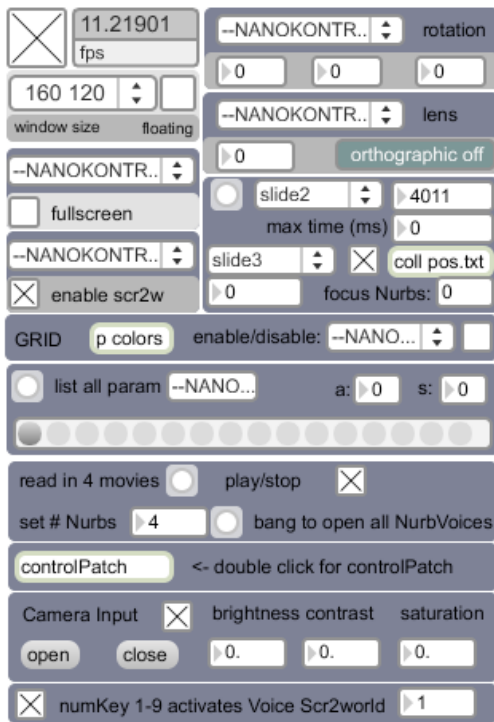 11.21901
fps
160 120
window size floating
--NANOKONTR..
fullscreen
--NANOKONTR..
enable scr2w
--NANOKONTR.. rotation
0 0 0
--NANOKONTR.. lens
0 orthographic off
slide2 4011
max time (ms) 0
slide3 coll pos.txt
0 focus Nurbs: 0
GRID p colors enable/disable: --NANO...
list all param --NANO... a: 0 s: 0
read in 4 movies play/stop
set # Nurbs 4 bang to open all NurbVoices
controlPatch <- double click for controlPatch
Camera Input brightness contrast saturation
open close 0. 0. 0.
numKey 1-9 activates Voice Scr2world 1